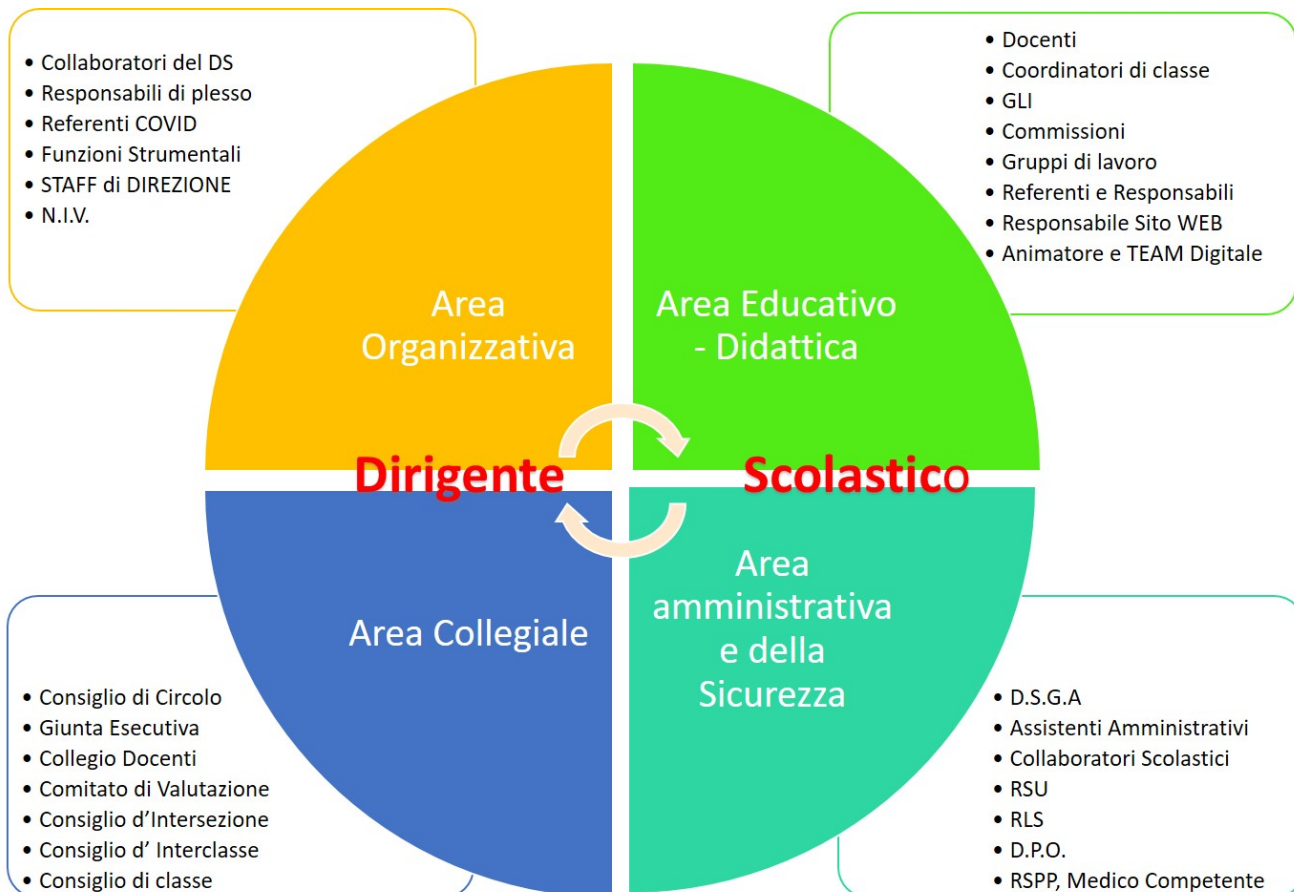 • Collaboratori del DS
• Responsabili di plesso
• Referenti COVID
• Funzioni Strumentali
• STAFF di DIREZIONE
• N.I.V.
• Docenti
• Coordinatori di classe
• GLI
• Commissioni
• Gruppi di lavoro
• Referenti e Responsabili
• Responsabile Sito WEB
• Animatore e TEAM Digitale
Area
Organizzativa
Area Educativo
- Didattica
Dirigente Scolastico
Area Collegiale
Area
amministrativa
e della
Sicurezza
• Consiglio di Circolo
• Giunta Esecutiva
• Collegio Docenti
• Comitato di Valutazione
• Consiglio d’Intersezione
• Consiglio d’ Interclasse
• Consiglio di classe
• D.S.G.A
• Assistenti Amministrativi
• Collaboratori Scolastici
• RSU
• RLS
• D.P.O.
• RSPP, Medico Competente